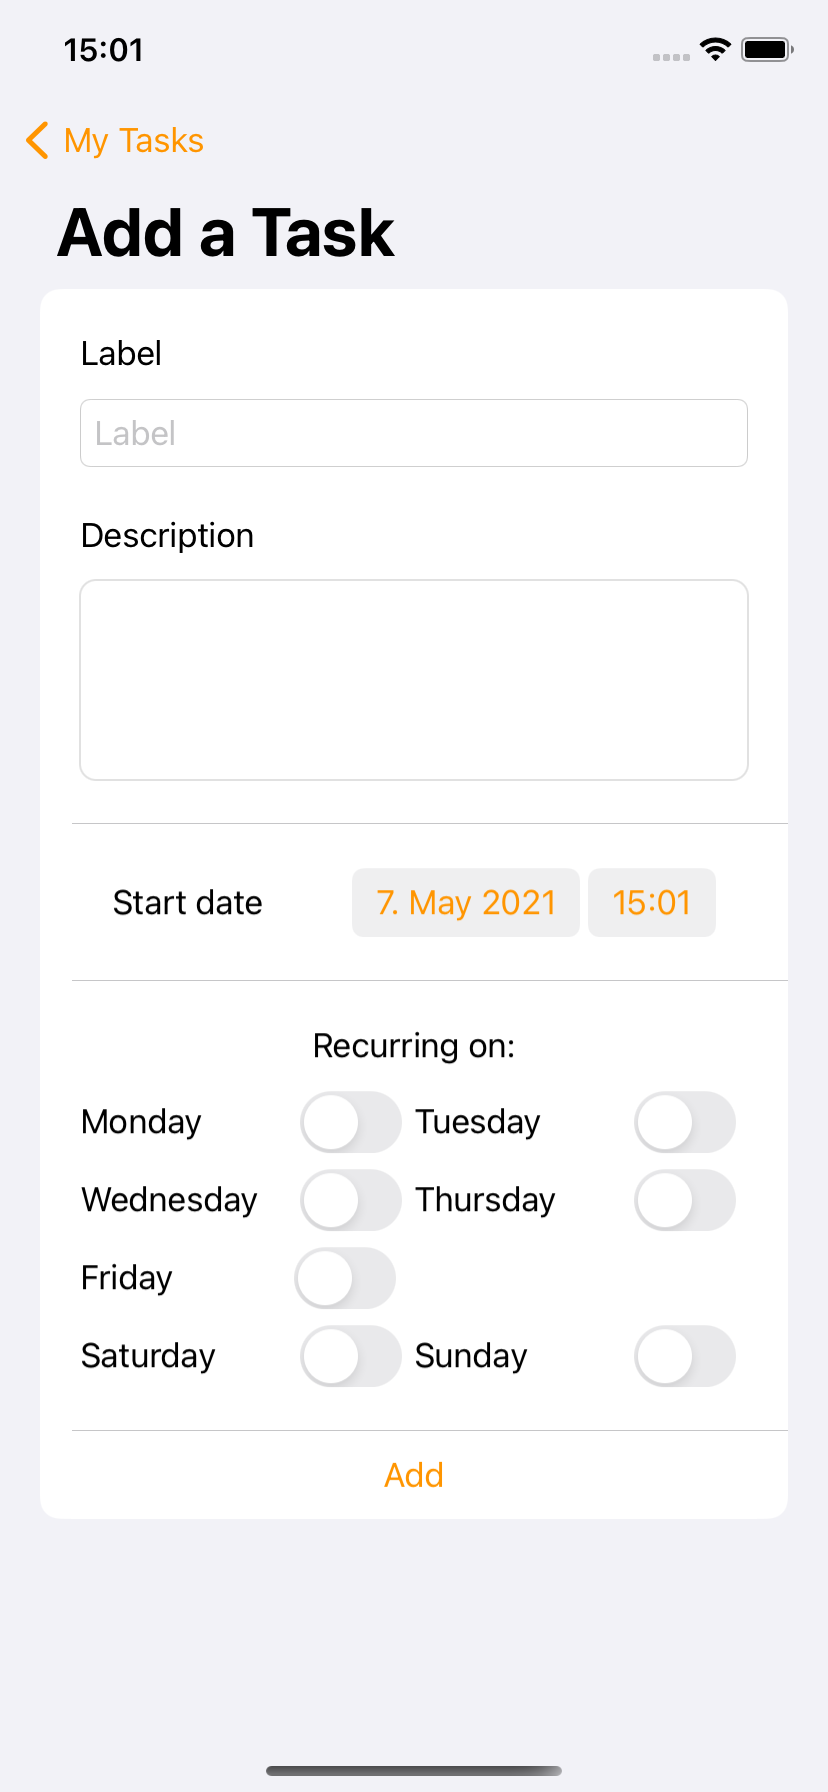 15:01
My Tasks
Add a Task
Label
Label
Description
Start date 7. May 2021 15:01
Recurring on:
Monday Tuesday
Wednesday Thursday
Friday
Saturday Sunday
Add